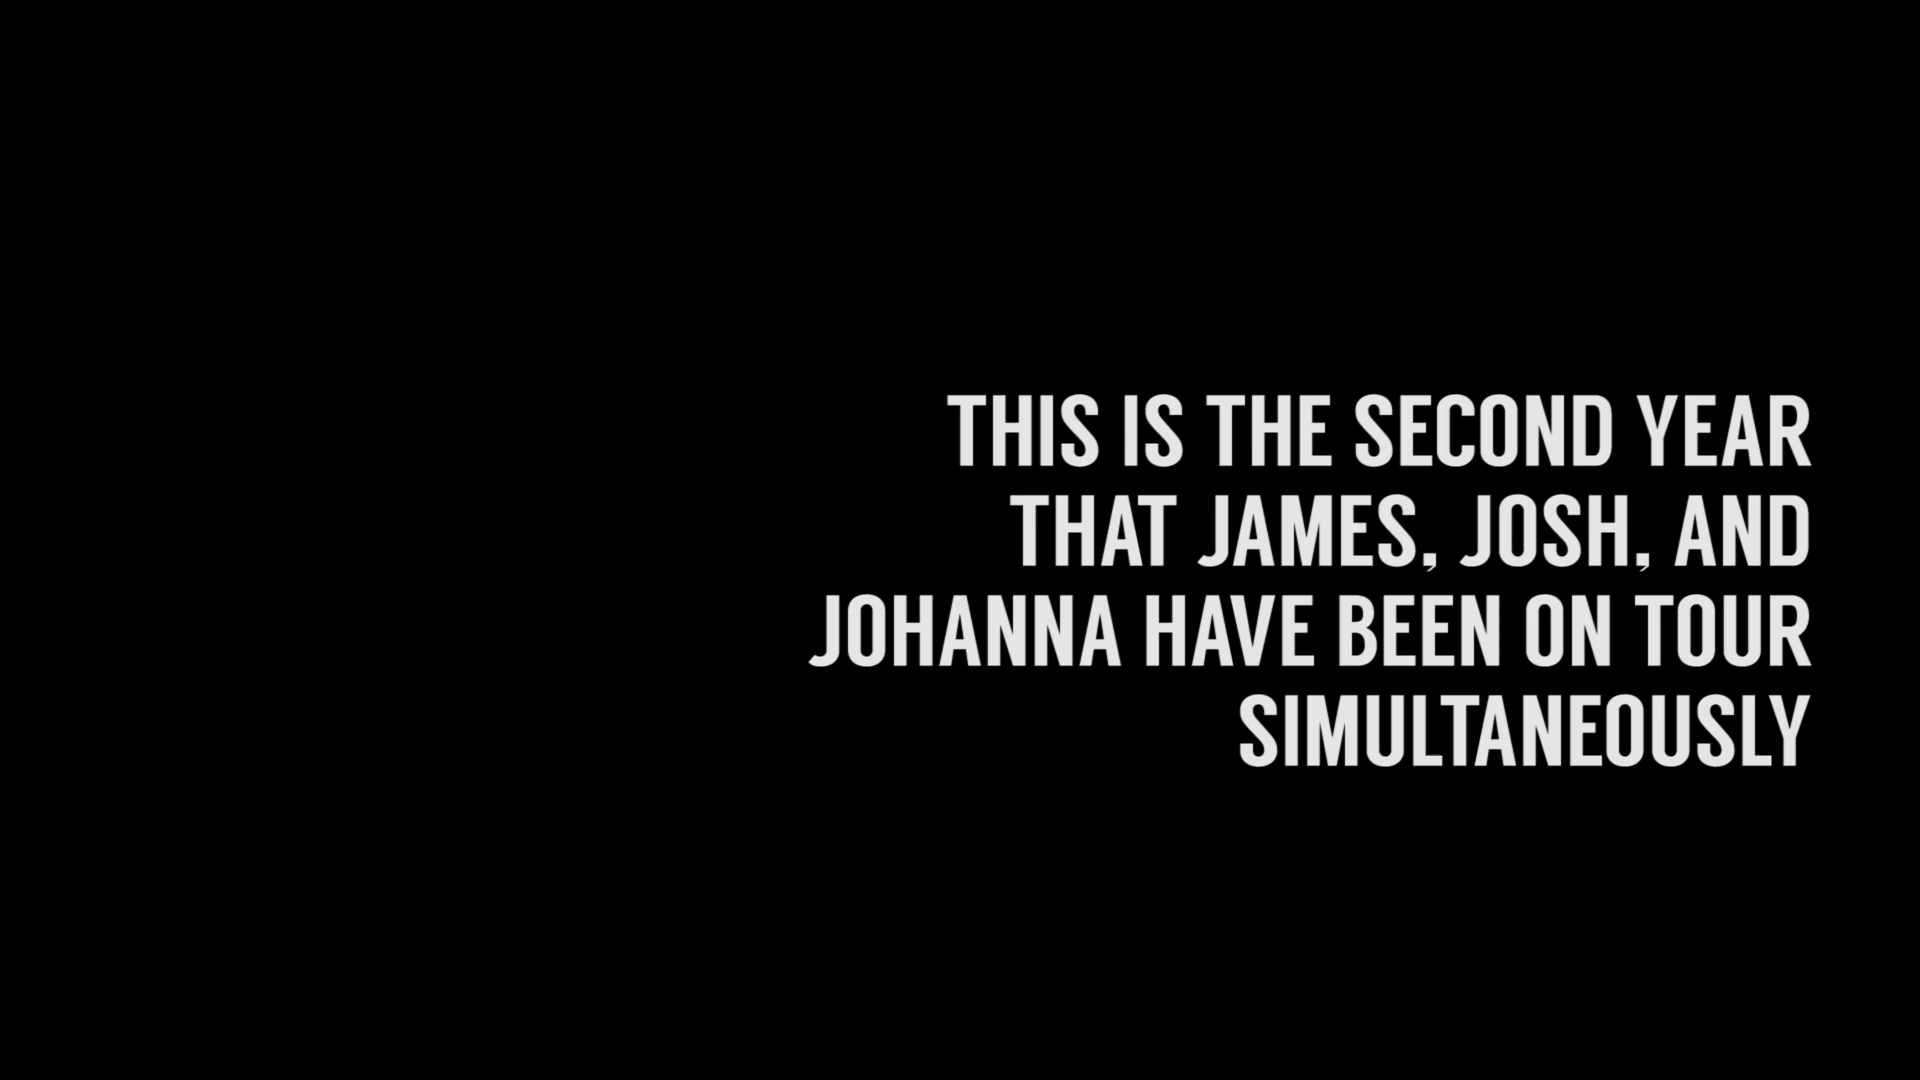 THIS IS THE SECOND YEAR
THAT JAMES, JOSH, AND
JOHANNA HAVE BEEN ON TOUR
SIMULTANEOUSLY